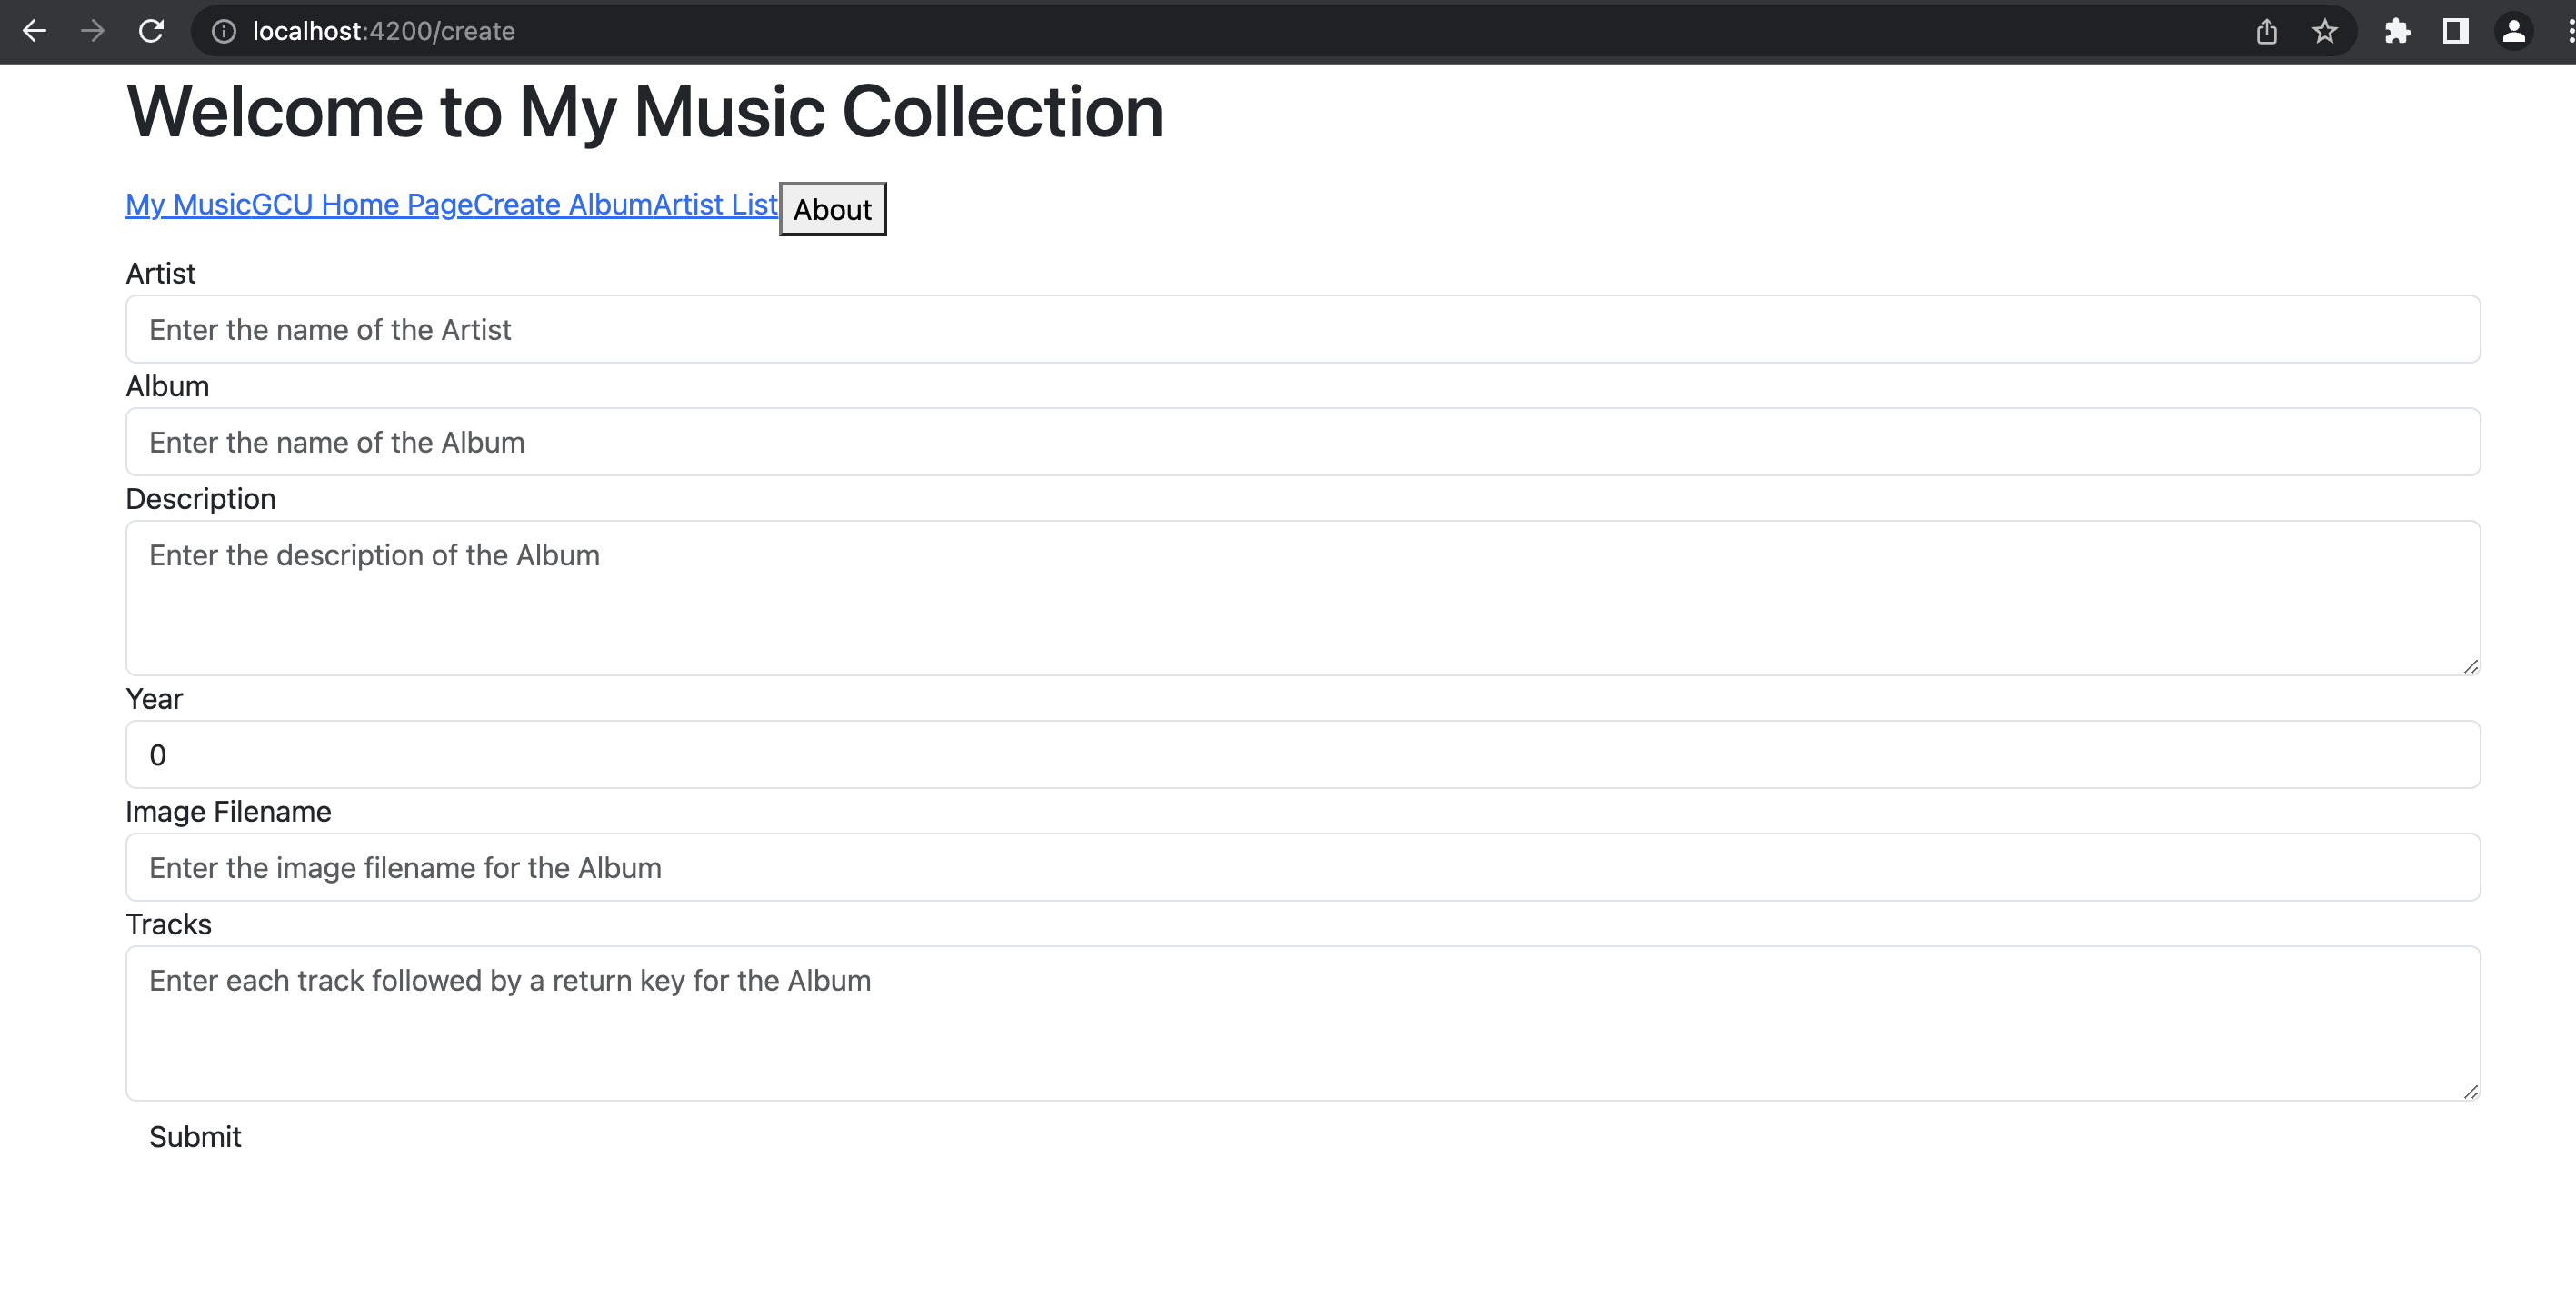 localhost:4200/create
Welcome to My Music Collection
My MusicGCU Home PageCreate AlbumArtist List About
Artist
Enter the name of the Artist
Album
Enter the name of the Album
Description
Enter the description of the Album
Year
0
Image Filename
Enter the image filename for the Album
Tracks
Enter each track followed by a return key for the Album
Submit